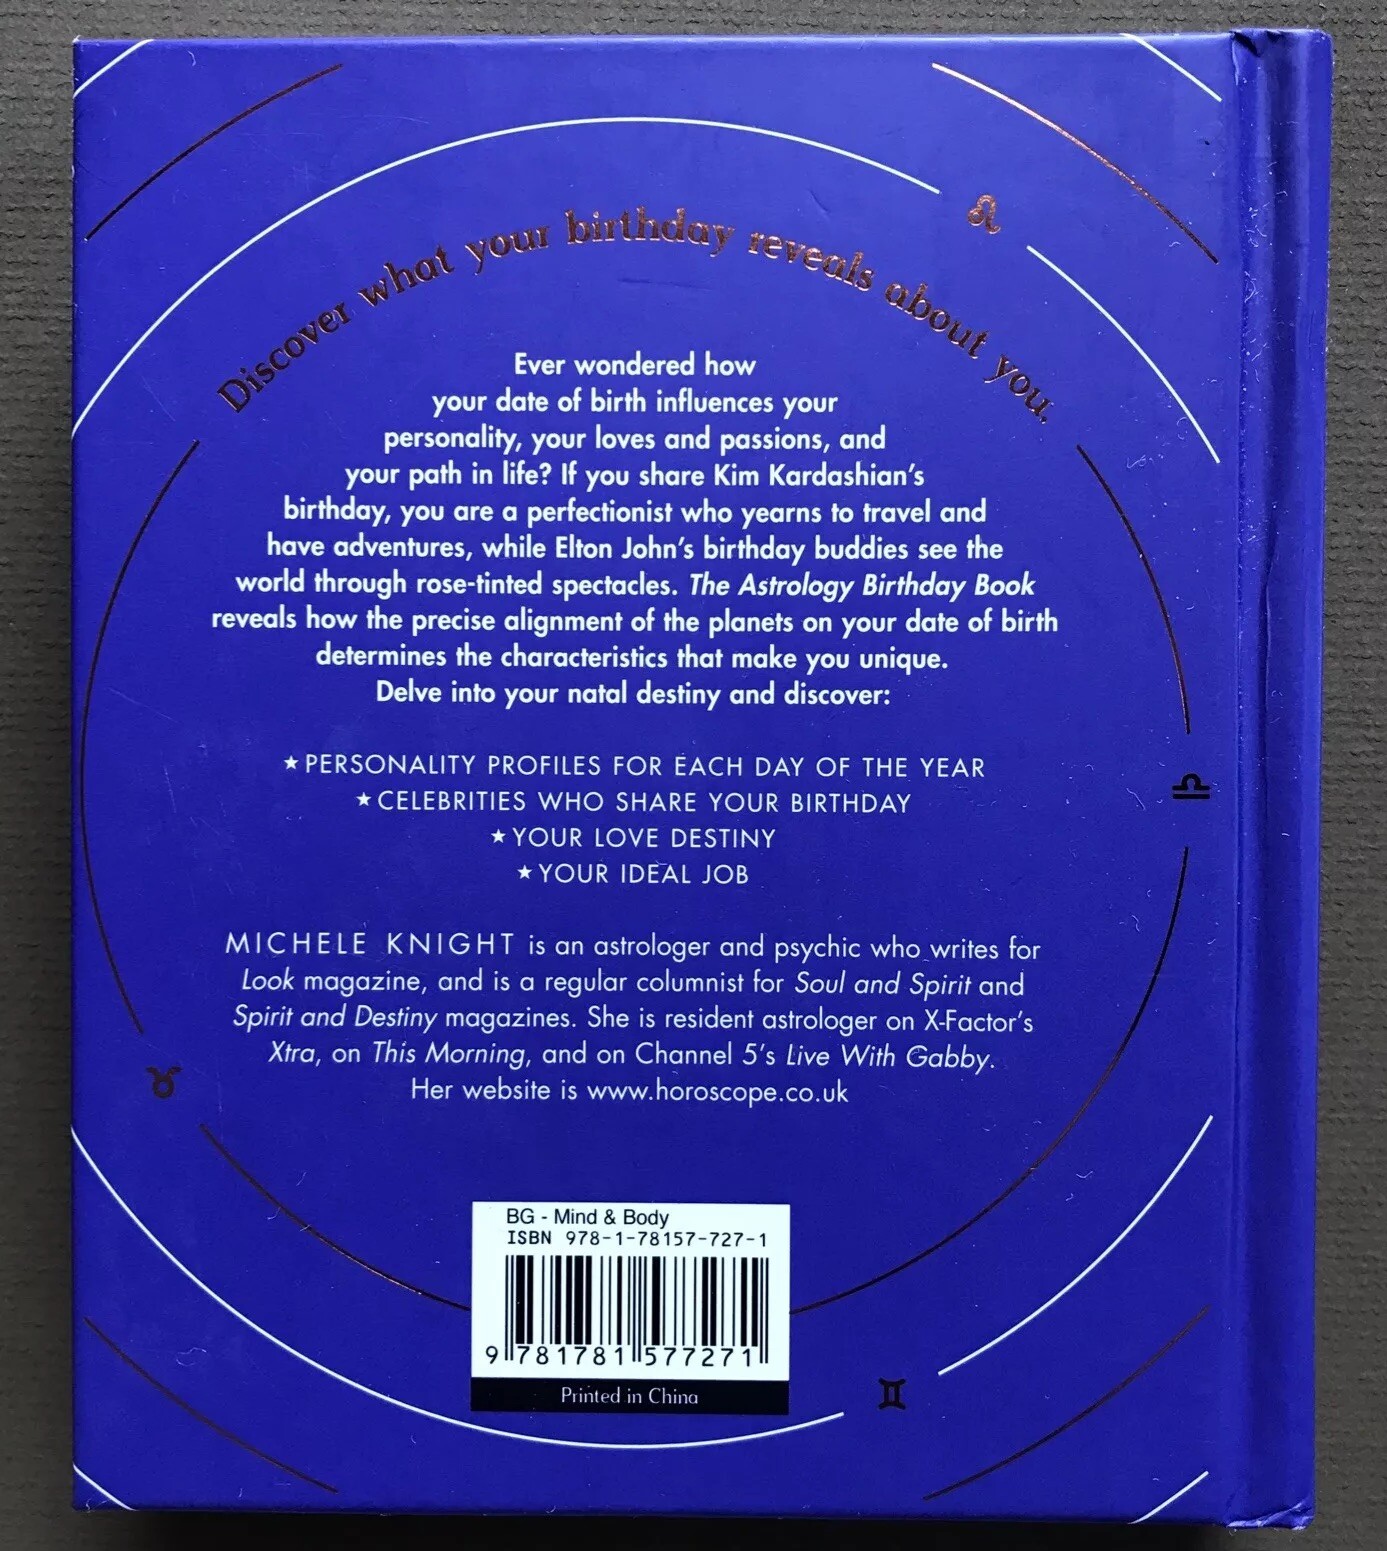 Discover what your birthday reveals about you.
Ever wondered how
your date of birth influences your
personality, your loves and passions, and
your path in life? If you share Kim Kardashian's
birthday, you are a perfectionist who yearns to travel and
have adventures, while Elton John's birthday buddies see the
world through rose-tinted spectacles. The Astrology Birthday Book
reveals how the precise alignment of the planets on your date of birth
determines the characteristics that make you unique.
Delve into your natal destiny and discover:
★ PERSONALITY PROFILES FOR EACH DAY OF THE YEAR
★ CELEBRITIES WHO SHARE YOUR BIRTHDAY
★ YOUR LOVE DESTINY
★ YOUR IDEAL JOB
MICHELE KNIGHT is an astrologer and psychic who writes for
Look magazine, and is a regular columnist for Soul and Spirit and
Spirit and Destiny magazines. She is resident astrologer on X-Factor's
Xtra, on This Morning, and on Channel 5's Live With Gabby.
Her website is www.horoscope.co.uk
BG - Mind & Body
ISBN 978-1-78157-727-1
9 781781 577271
Printed in China